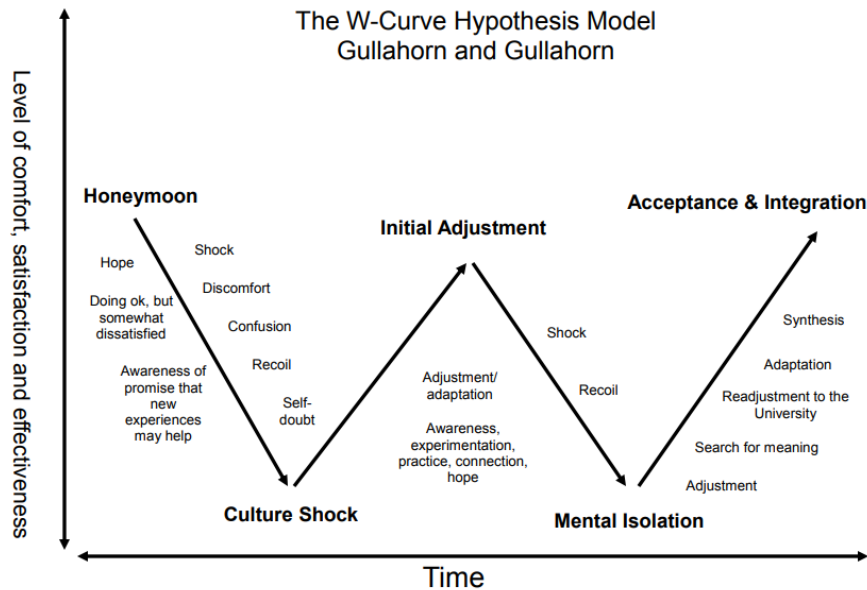 The W-Curve Hypothesis Model
Gullahorn and Gullahorn
Level of comfort, satisfaction and effectiveness
Honeymoon
Hope
Doing ok, but
somewhat
dissatisfied
Awareness of
promise that
new
experiences
may help
Shock
Discomfort
Confusion
Recoil
Self-
doubt
Culture Shock
Initial Adjustment
Adjustment/
adaptation
Awareness,
experimentation,
practice, connection,
hope
Shock
Recoil
Mental Isolation
Acceptance & Integration
Synthesis
Adaptation
Readjustment to the
University
Search for meaning
Adjustment
Time